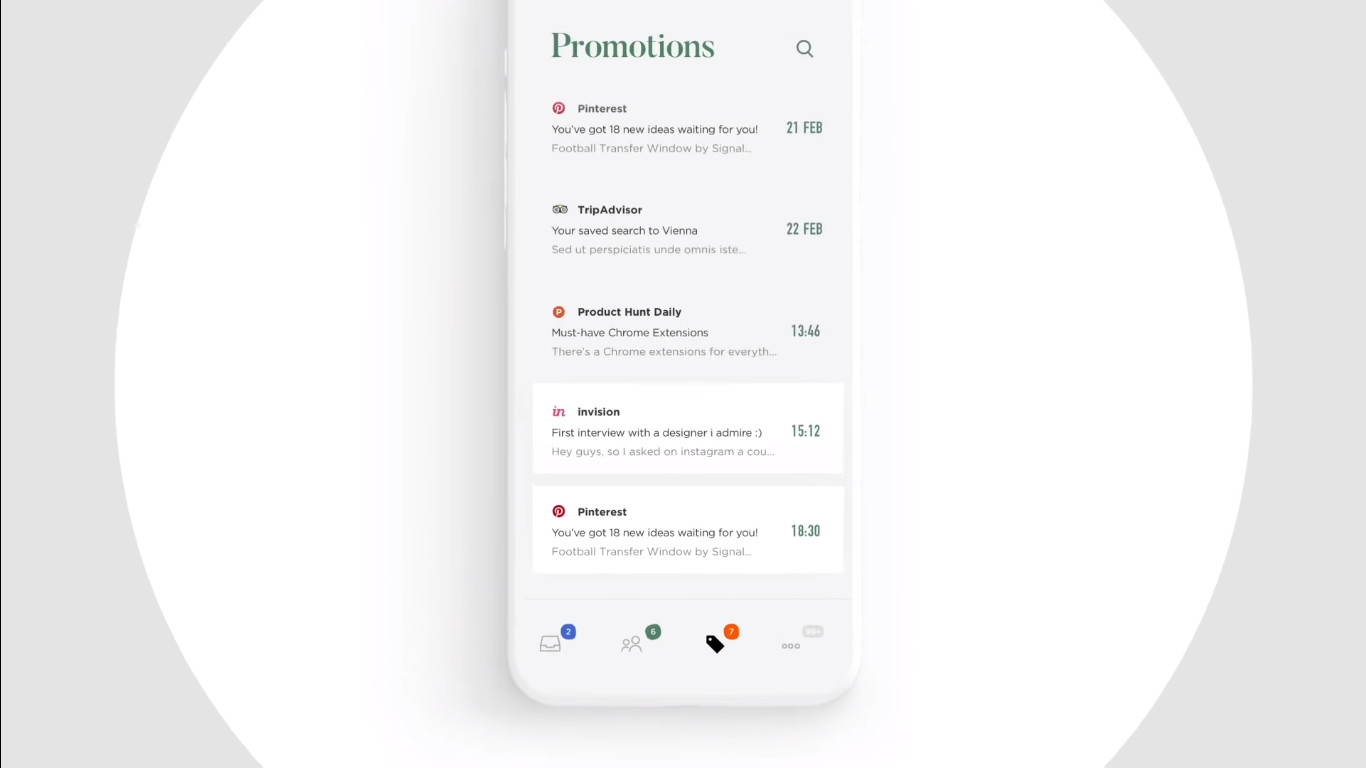 Promotions
Pinterest
You've got 18 new ideas waiting for you!
21 FEB
Football Transfer Window by Signal...
TripAdvisor
Your saved search to Vienna
22 FEB
Sed ut perspiciatis unde omnis iste...
Product Hunt Daily
Must-have Chrome Extensions
13:46
There's a Chrome extensions for everyth...
in invision
First interview with a designer i admire :)
15:12
Hey guys, so I asked on instagram a cou...
Pinterest
You've got 18 new ideas waiting for you!
18:30
Football Transfer Window by Signal...
2 6 7 99+